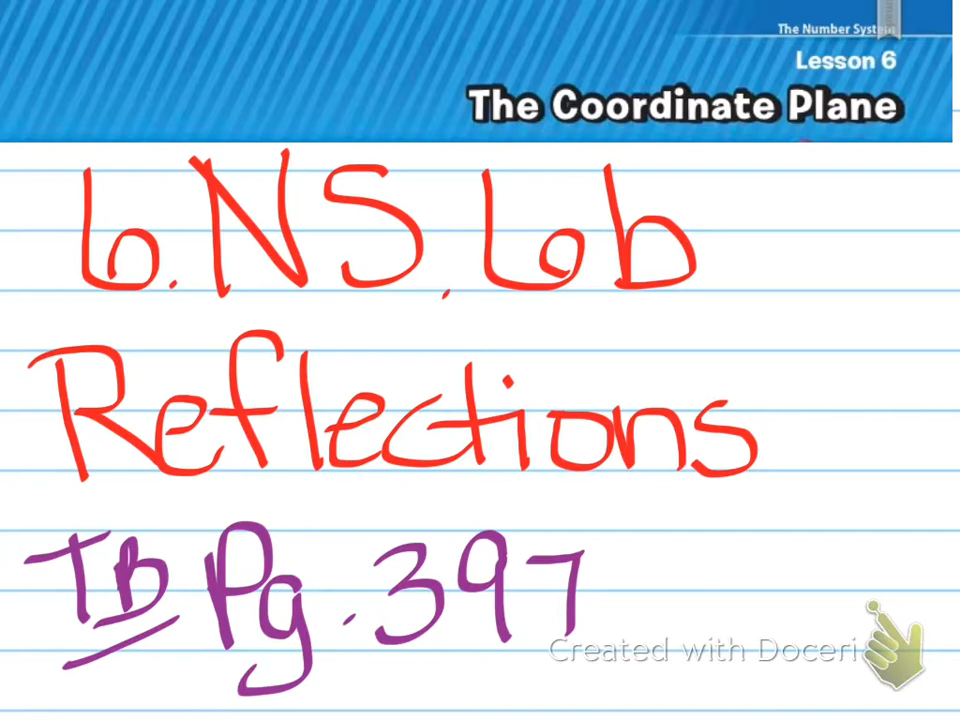 The Number System
Lesson 6
The Coordinate Plane
6.NS.6b
Reflections
TB Pg. 397
Created with Doceri